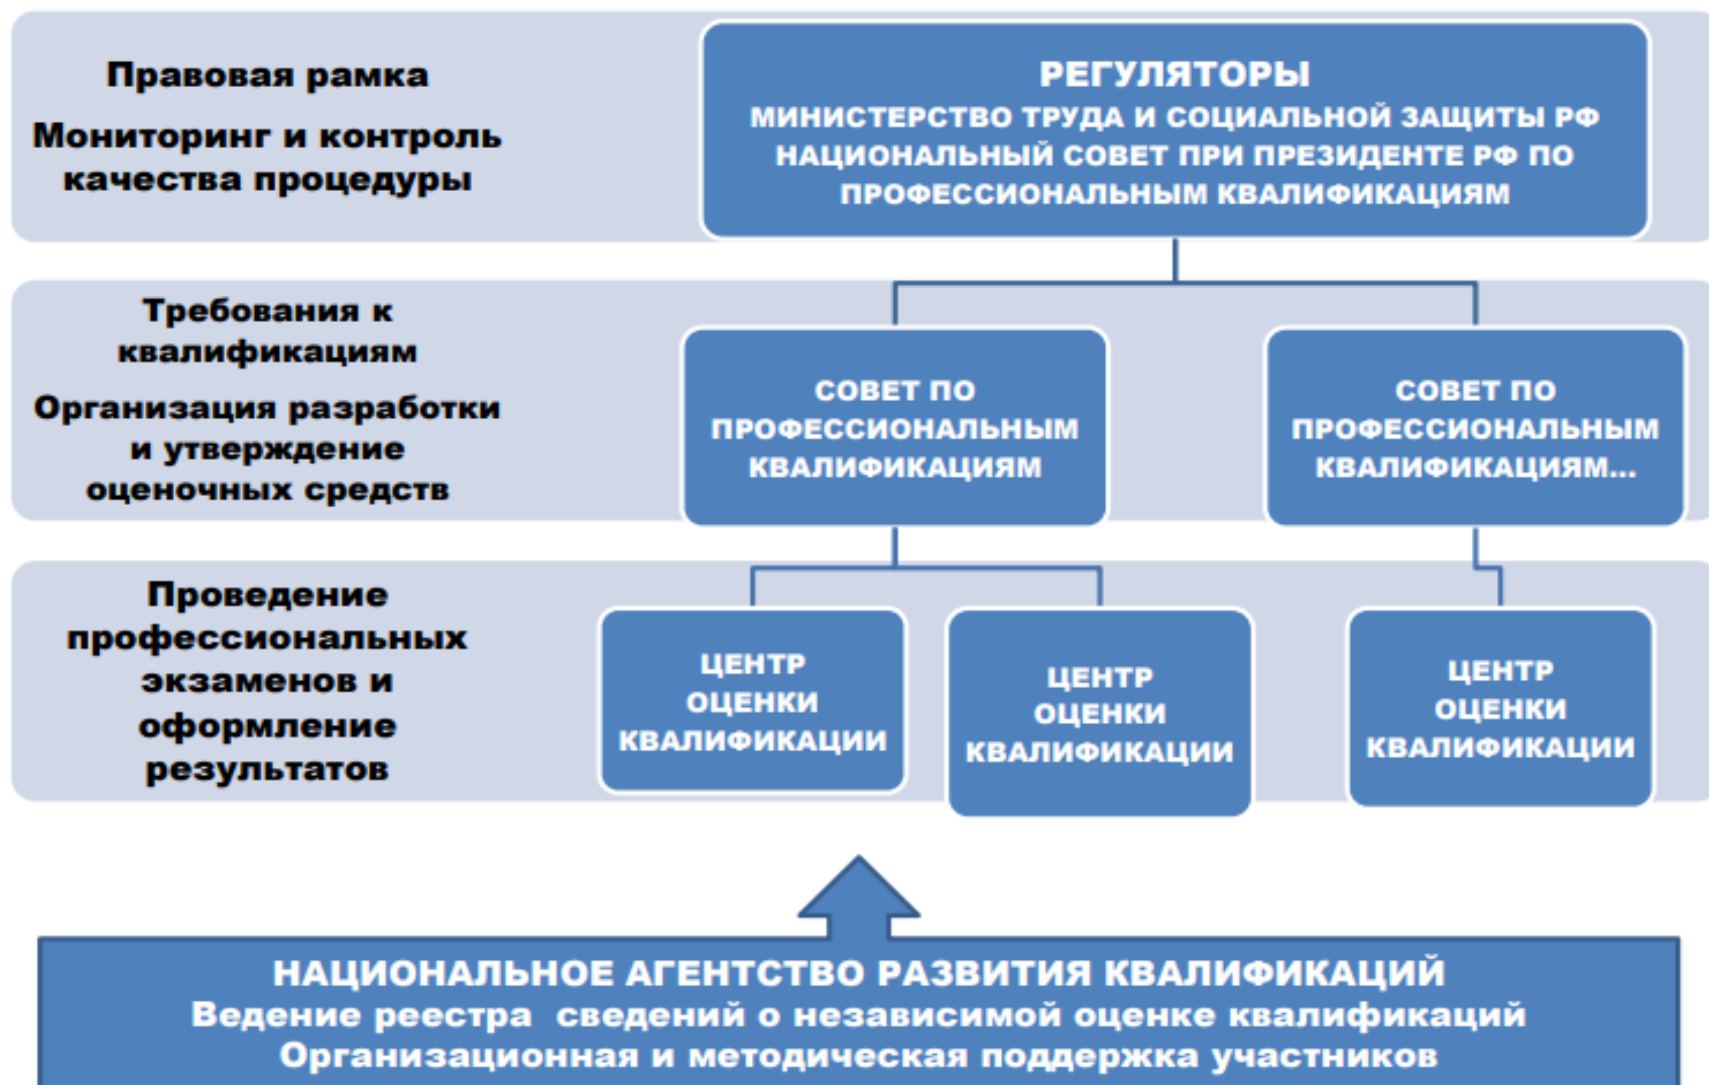 Правовая рамка
Мониторинг и контроль
качества процедуры
РЕГУЛЯТОРЫ
МИНИСТЕРСТВО ТРУДА И СОЦИАЛЬНОЙ ЗАЩИТЫ РФ
НАЦИОНАЛЬНЫЙ СОВЕТ ПРИ ПРЕЗИДЕНТЕ РФ ПО
ПРОФЕССИОНАЛЬНЫМ КВАЛИФИКАЦИЯМ
Требования к
квалификациям
Организация разработки
и утверждение
оценочных средств
СОВЕТ ПО
ПРОФЕССИОНАЛЬНЫМ
КВАЛИФИКАЦИЯМ
СОВЕТ ПО
ПРОФЕССИОНАЛЬНЫМ
КВАЛИФИКАЦИЯМ...
Проведение
профессиональных
экзаменов и
оформление
результатов
ЦЕНТР
ОЦЕНКИ
КВАЛИФИКАЦИИ
ЦЕНТР
ОЦЕНКИ
КВАЛИФИКАЦИИ
ЦЕНТР
ОЦЕНКИ
КВАЛИФИКАЦИИ
НАЦИОНАЛЬНОЕ АГЕНТСТВО РАЗВИТИЯ КВАЛИФИКАЦИЙ
Ведение реестра сведений о независимой оценке квалификаций
Организационная и методическая поддержка участников